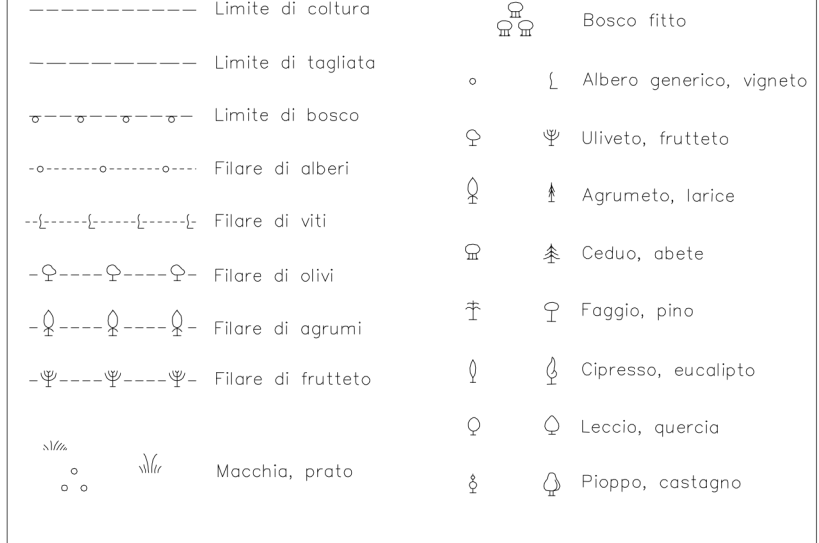 Limite di coltura
Limite di tagliata
Limite di bosco
Filare di alberi
Filare di viti
Filare di olivi
Filare di agrumi
Filare di frutteto
Macchia, prato
Bosco fitto
Albero generico, vigneto
Uliveto, frutteto
Agrumeto, larice
Ceduo, abete
Faggio, pino
Cipresso, eucalipto
Leccio, quercia
Pioppo, castagno